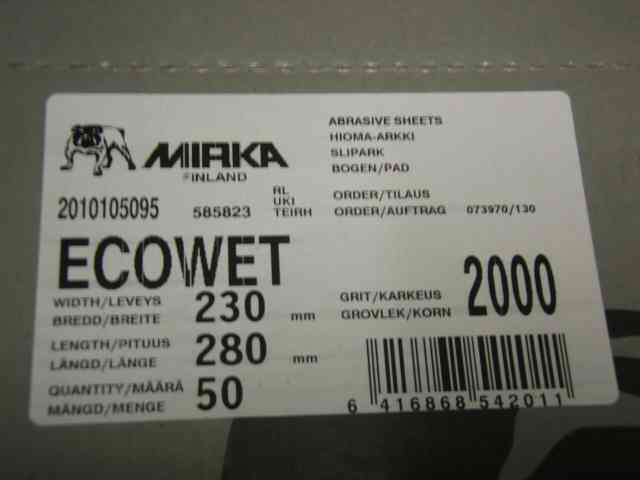 MIRKA
FINLAND
ABRASIVE SHEETS
HIOMA-ARKKI
SLIPARK
BOGEN/PAD
2010105095 585823 RL UKI TEIRH
ORDER/TILAUS
ORDER/AUFTRAG 073970/130
ECOWET
WIDTH/LEVEYS
BREDD/BREITE 230 mm
GRIT/KARKEUS
GROVLEK/KORN 2000
LENGTH/PITUUS
LÄNGD/LÄNGE 280 mm
QUANTITY/MÄÄRÄ
MÄNGD/MENGE 50
6 416868 542011